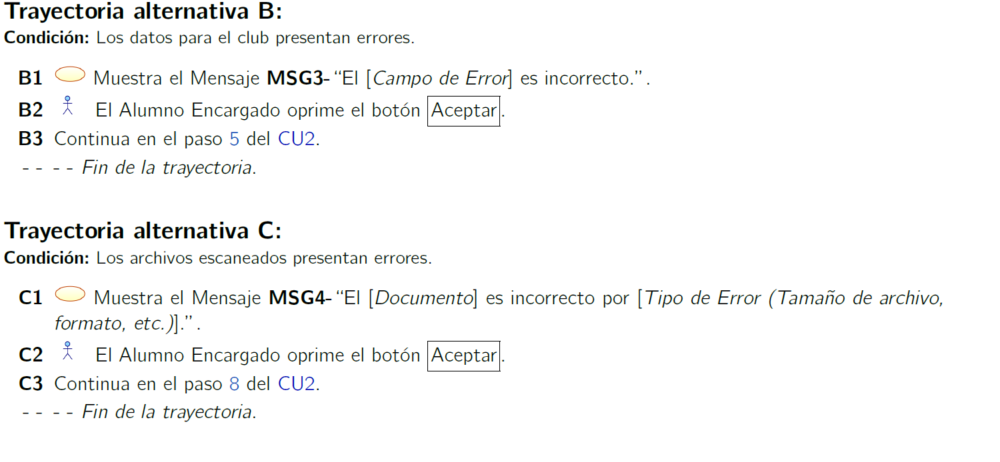 Trayectoria alternativa B:
Condición: Los datos para el club presentan errores.
B1 Muestra el Mensaje MSG3- “El [Campo de Error] es incorrecto.”.
B2 El Alumno Encargado oprime el botón Aceptar.
B3 Continua en el paso 5 del CU2.
- - - - Fin de la trayectoria.
Trayectoria alternativa C:
Condición: Los archivos escaneados presentan errores.
C1 Muestra el Mensaje MSG4- “El [Documento] es incorrecto por [Tipo de Error (Tamaño de archivo,
formato, etc.)].”.
C2 El Alumno Encargado oprime el botón Aceptar.
C3 Continua en el paso 8 del CU2.
- - - - Fin de la trayectoria.